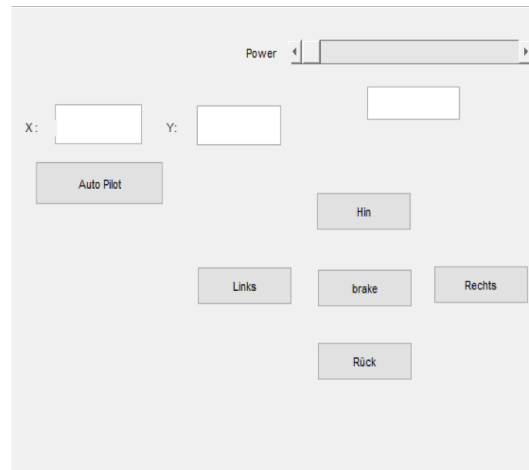 Power
X:
Y:
Auto Pilot
Hin
Links
brake
Rechts
Rück